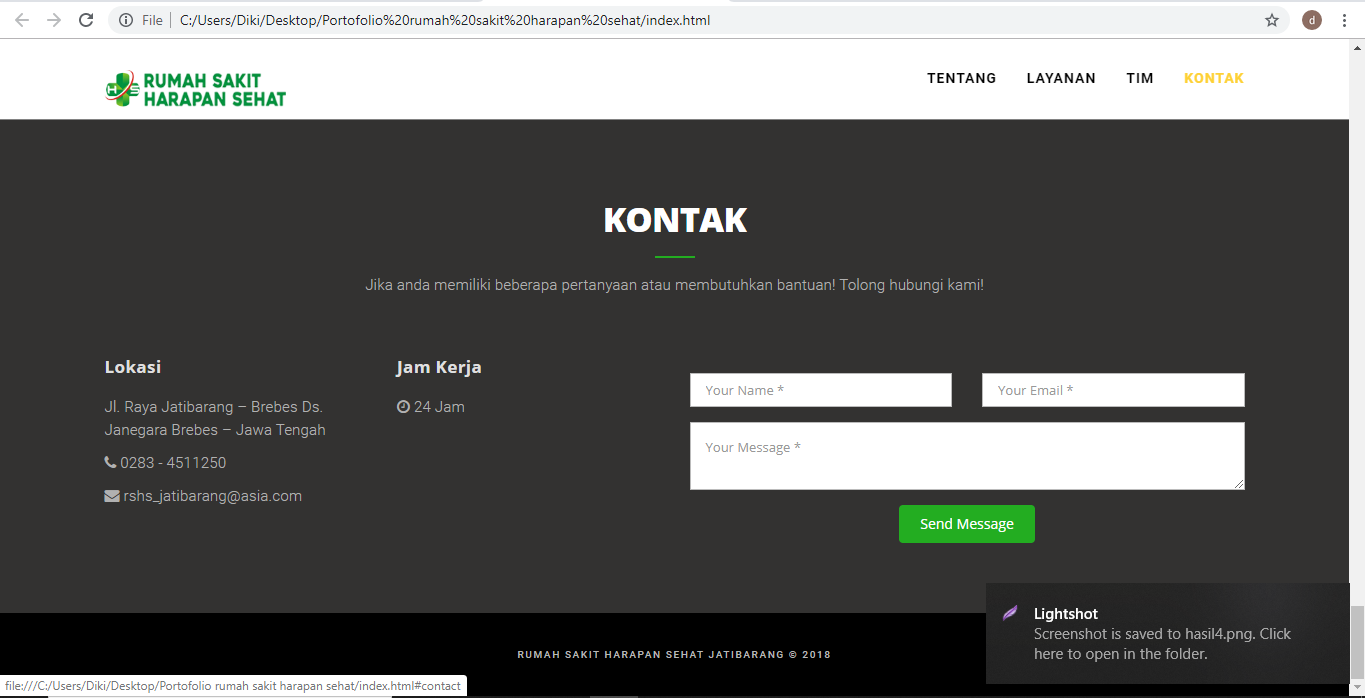 File
C:/Users/Diki/Desktop/Portofolio%20rumah%20sakit%20harapan%20sehat/index.html
d
HS
RUMAH SAKIT
HARAPAN SEHAT
TENTANG LAYANAN TIM KONTAK
KONTAK
Jika anda memiliki beberapa pertanyaan atau membutuhkan bantuan! Tolong hubungi kami!
Lokasi
Jl. Raya Jatibarang – Brebes Ds.
Janegara Brebes – Jawa Tengah
0283 - 4511250
rshs_jatibarang@asia.com
Jam Kerja
24 Jam
Your Name *
Your Email *
Your Message *
Send Message
Lightshot
Screenshot is saved to hasil4.png. Click
here to open in the folder.
RUMAH SAKIT HARAPAN SEHAT JATIBARANG © 2018
file:///C:/Users/Diki/Desktop/Portofolio rumah sakit harapan sehat/index.html#contact